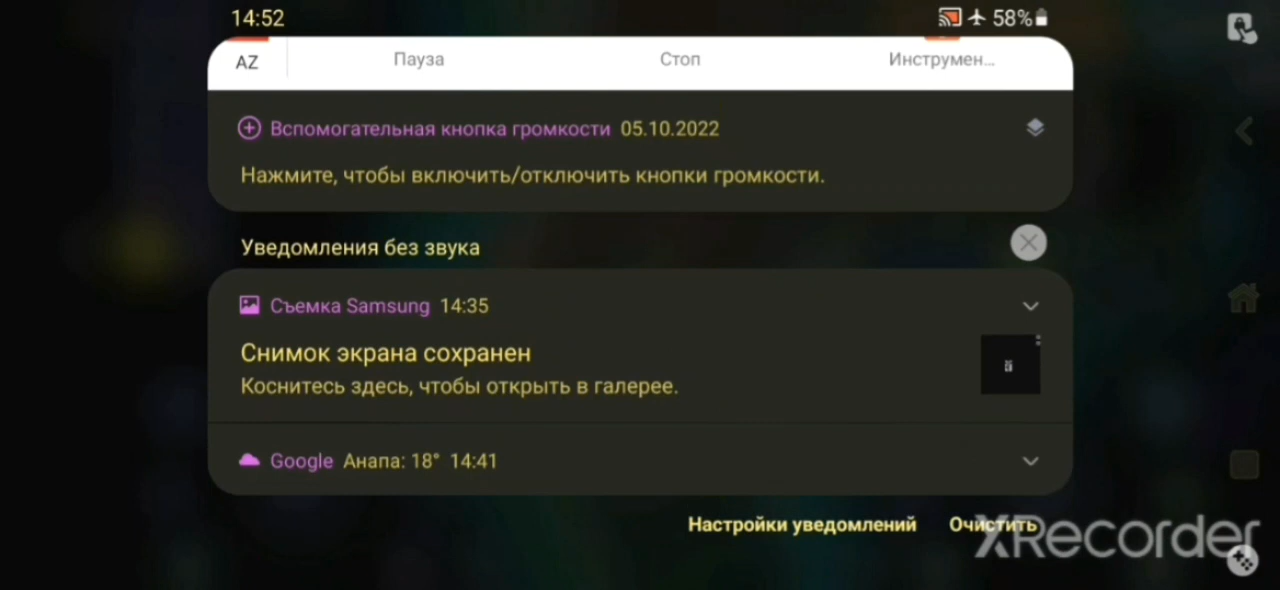 14:52 58%
AZ Пауза Стоп Инструмен...
Вспомогательная кнопка громкости 05.10.2022
Нажмите, чтобы включить/отключить кнопки громкости.
Уведомления без звука
Съемка Samsung 14:35
Снимок экрана сохранен
Коснитесь здесь, чтобы открыть в галерее.
Google Анапа: 18° 14:41
Настройки уведомлений Очистить
XRecorder